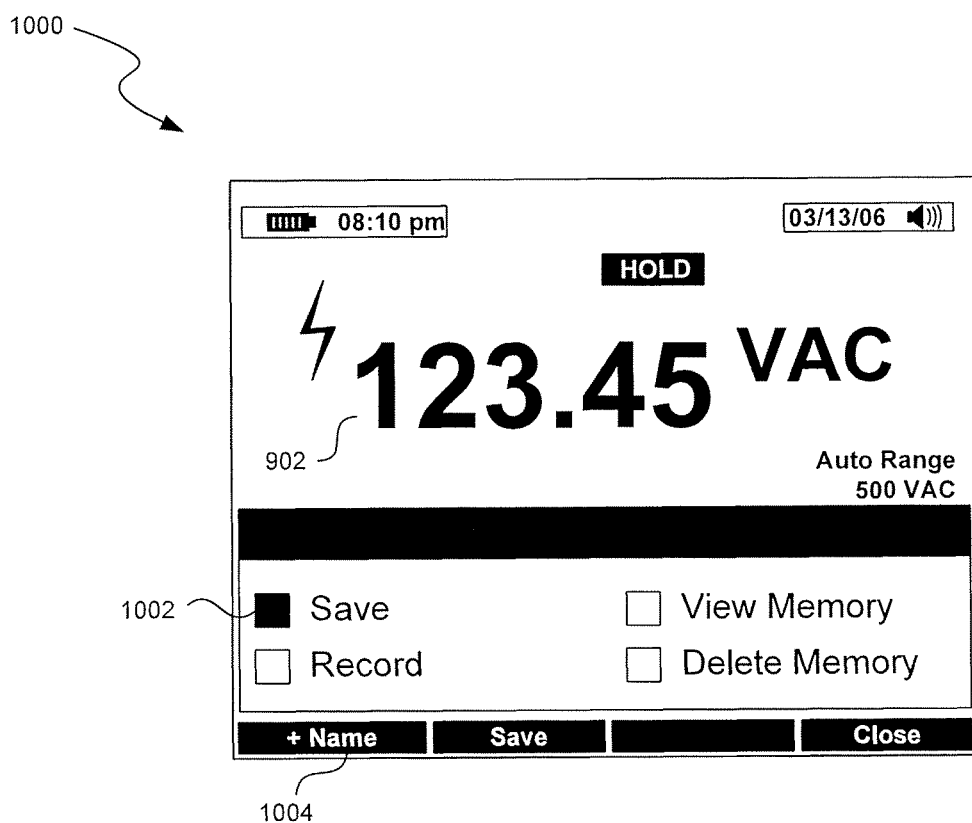 1000
08:10 pm
03/13/06
HOLD
123.45 VAC
902
Auto Range
500 VAC
1002
Save
View Memory
Record
Delete Memory
+ Name
Save
Close
1004